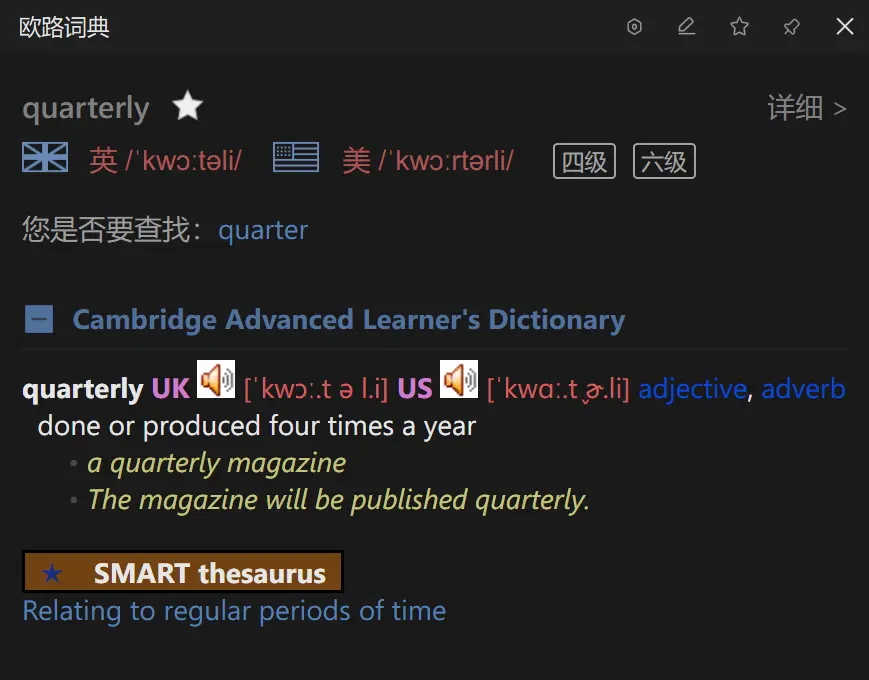 欧路词典
quarterly
详细 >
英 /ˈkwɔːtəli/ 美 /ˈkwɔːrtərli/ 四级 六级
您是否要查找：quarter
Cambridge Advanced Learner's Dictionary
quarterly UK [ˈkwɔː.t ə l.i] US [ˈkwɑː.t ̬ɚ.li] adjective, adverb
done or produced four times a year
• a quarterly magazine
• The magazine will be published quarterly.
★ SMART thesaurus
Relating to regular periods of time